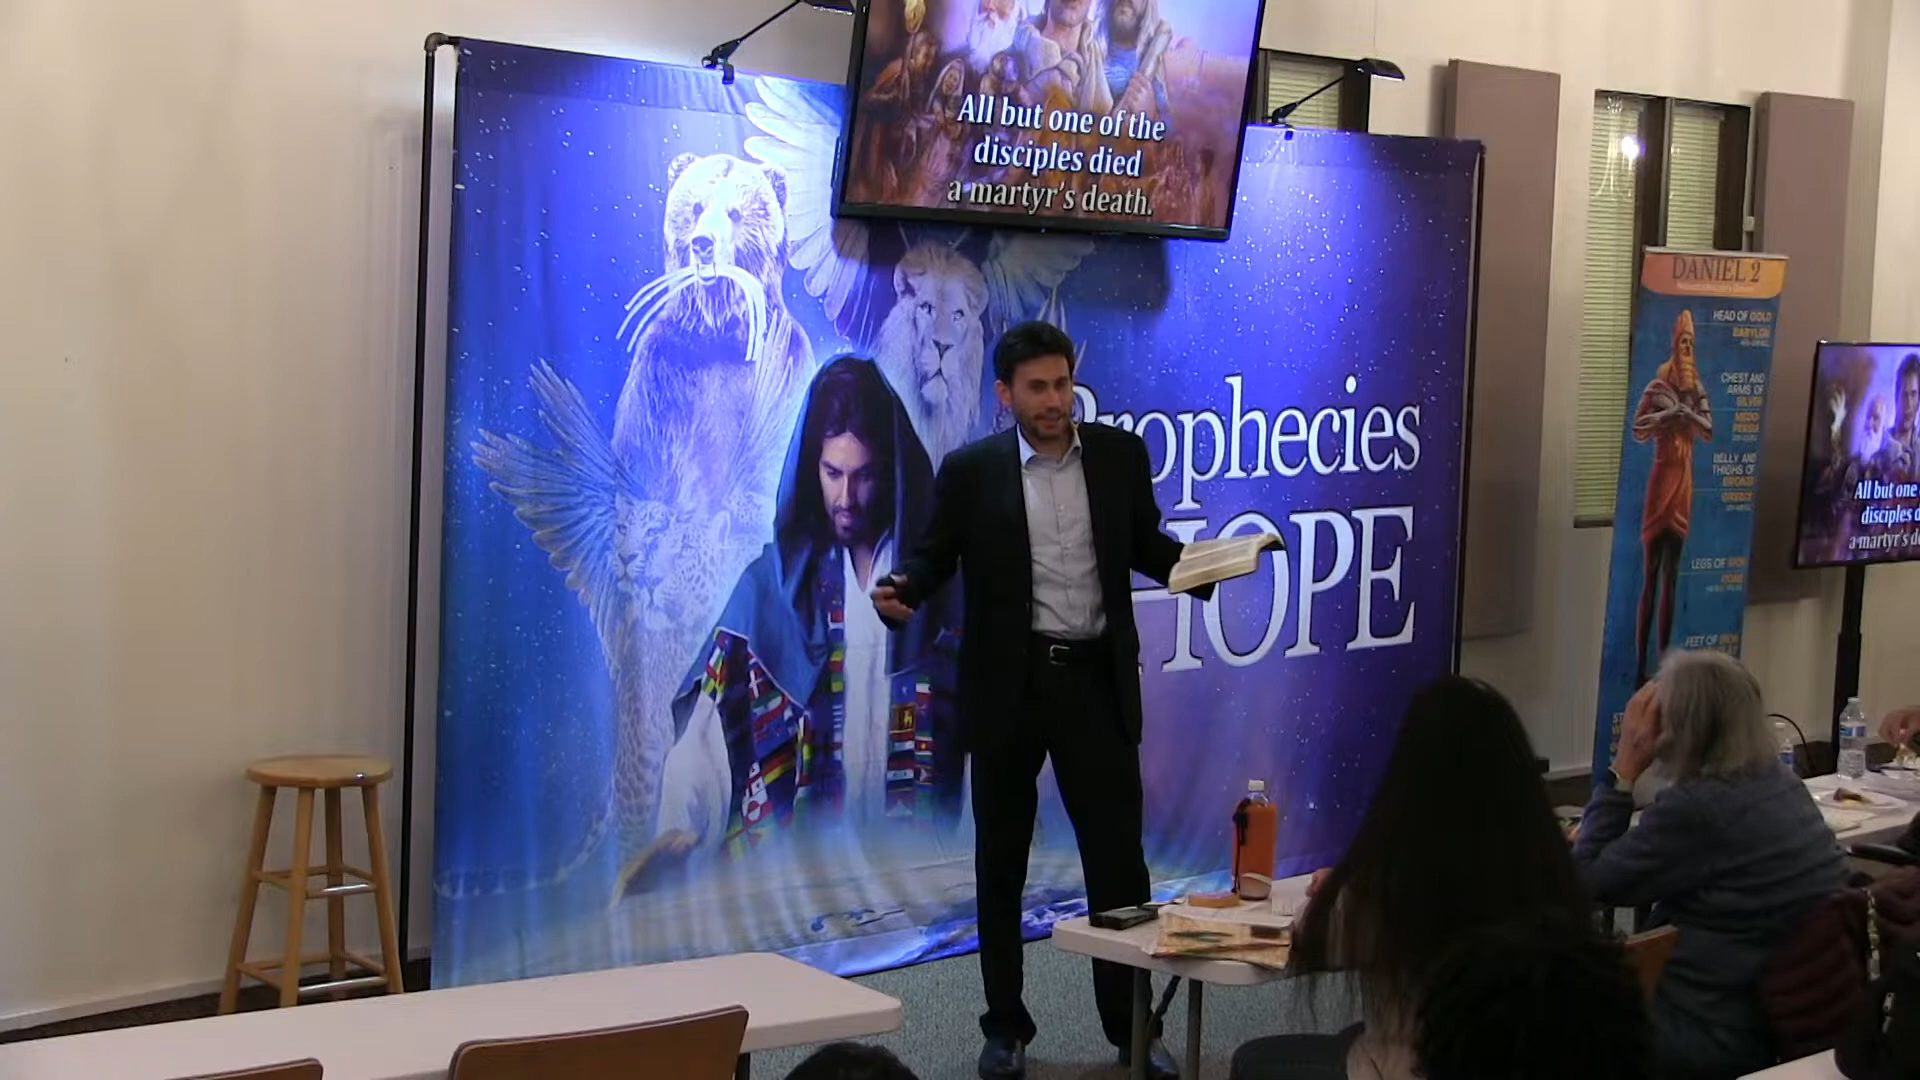 All but one of the
disciples died
a martyr's death.
Prophecies
HOPE
DANIEL 2
HEAD OF GOLD
BABYLON
CHEST AND
ARMS OF
SILVER
MEDO
PERSIA
BELLY AND
THIGHS OF
BRONZE
GREECE
LEGS OF IRON
ROME
FEET OF IRON
All but one
disciples d
a martyr's de